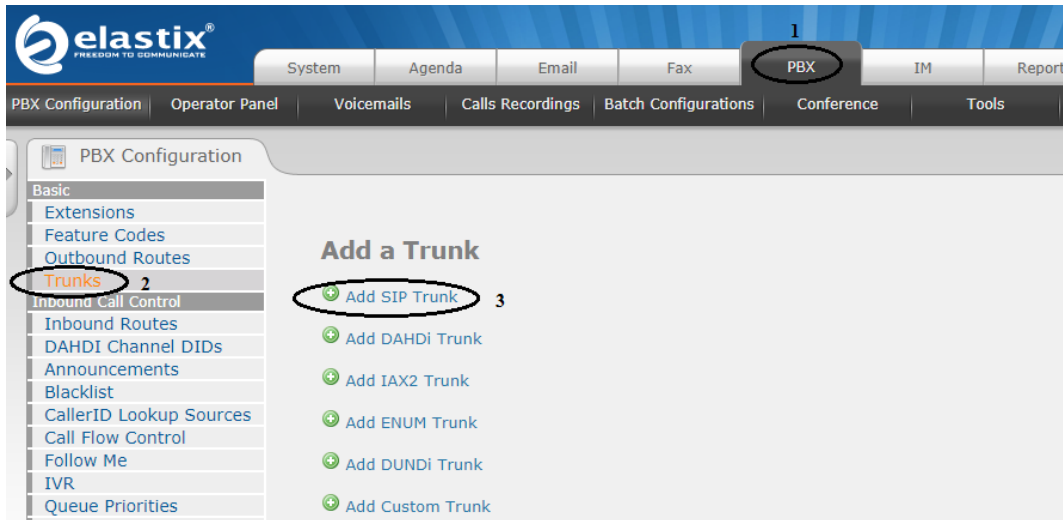 elastix®
FREEDOM TO COMMUNICATE
1
System Agenda Email Fax PBX IM Report
PBX Configuration Operator Panel Voicemails Calls Recordings Batch Configurations Conference Tools
PBX Configuration
Basic
Extensions
Feature Codes
Outbound Routes
Trunks 2
Inbound Call Control
Inbound Routes
DAHDI Channel DIDs
Announcements
Blacklist
CallerID Lookup Sources
Call Flow Control
Follow Me
IVR
Queue Priorities
Add a Trunk
Add SIP Trunk 3
Add DAHDi Trunk
Add IAX2 Trunk
Add ENUM Trunk
Add DUNDi Trunk
Add Custom Trunk